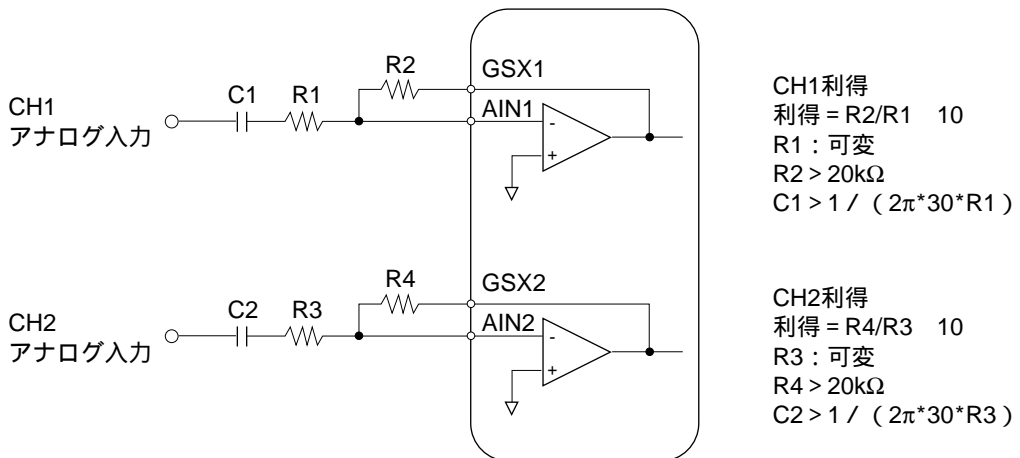 CH1
アナログ入力
C1
R1
R2
GSX1
AIN1
-
+
CH1利得
利得 = R2/R1　10
R1 : 可変
R2 > 20kΩ
C1 > 1 / （2π*30*R1）
CH2
アナログ入力
C2
R3
R4
GSX2
AIN2
-
+
CH2利得
利得 = R4/R3　10
R3 : 可変
R4 > 20kΩ
C2 > 1 / （2π*30*R3）